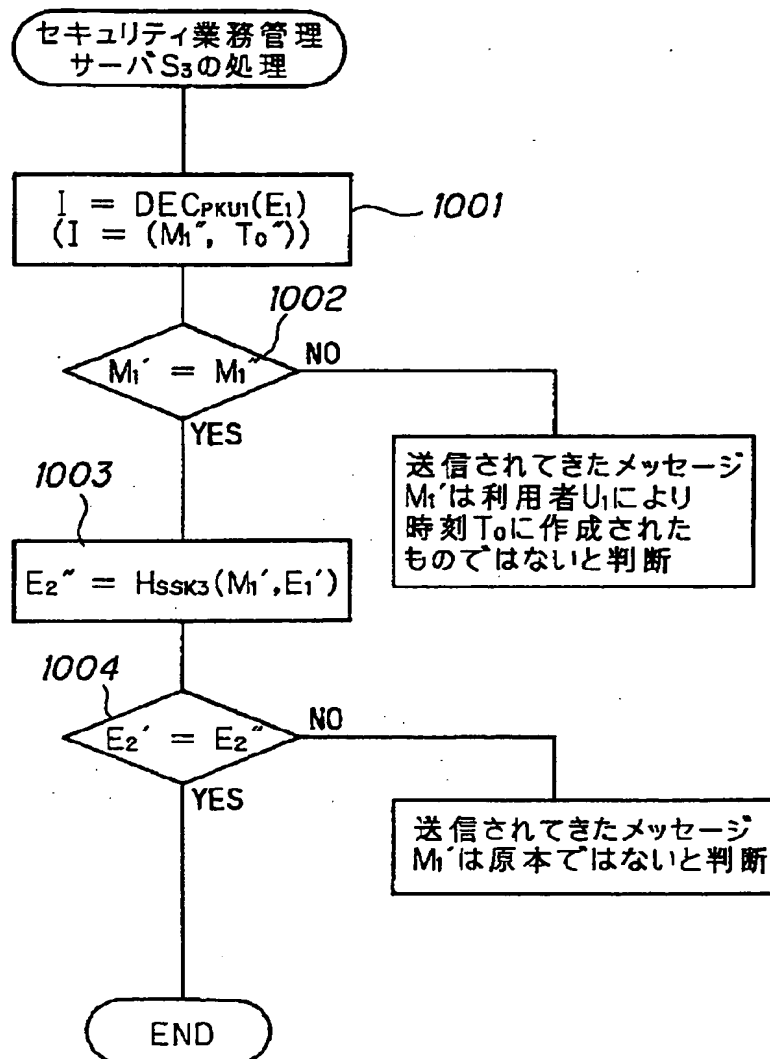 セキュリティ業務管理
サーバS₃の処理
I = DECPKU1(E₁)
(I = (M₁″, T₀″))
1001
1002
M₁′ = M₁″
NO
YES
送信されてきたメッセージ
M₁′は利用者U₁により
時刻T₀に作成された
ものではないと判断
1003
E₂″ = HSSK3(M₁′,E₁′)
1004
E₂′ = E₂″
NO
YES
送信されてきたメッセージ
M₁′は原本ではないと判断
END